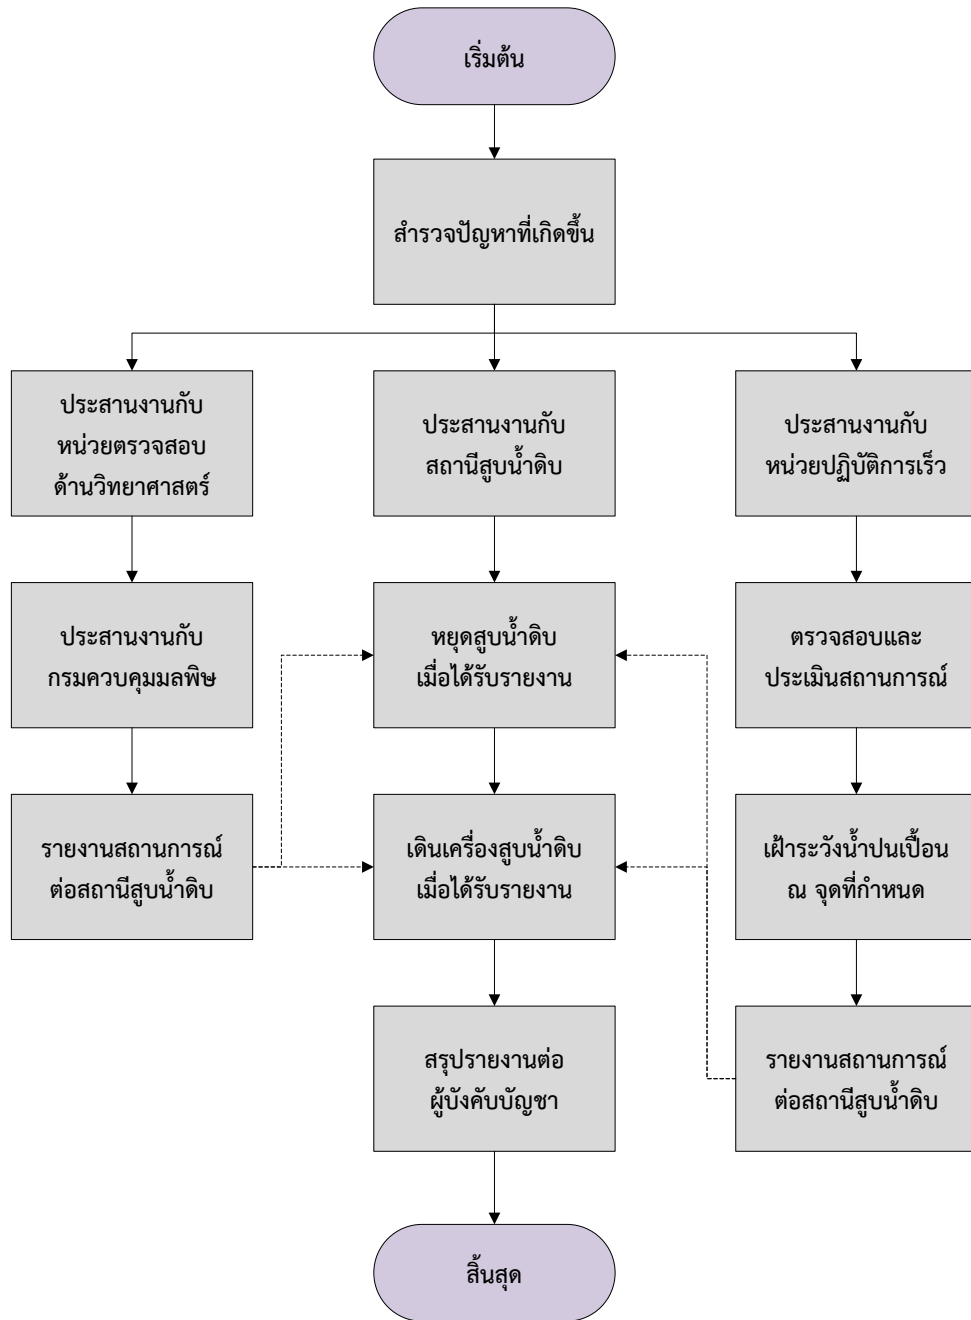 เริ่มต้น
สำรวจปัญหาที่เกิดขึ้น
ประสานงานกับ
หน่วยตรวจสอบ
ด้านวิทยาศาสตร์
ประสานงานกับ
สถานีสูบน้ำดิบ
ประสานงานกับ
หน่วยปฏิบัติการเร็ว
ประสานงานกับ
กรมควบคุมมลพิษ
หยุดสูบน้ำดิบ
เมื่อได้รับรายงาน
ตรวจสอบและ
ประเมินสถานการณ์
รายงานสถานการณ์
ต่อสถานีสูบน้ำดิบ
เดินเครื่องสูบน้ำดิบ
เมื่อได้รับรายงาน
เฝ้าระวังน้ำปนเปื้อน
ณ จุดที่กำหนด
สรุปรายงานต่อ
ผู้บังคับบัญชา
รายงานสถานการณ์
ต่อสถานีสูบน้ำดิบ
สิ้นสุด